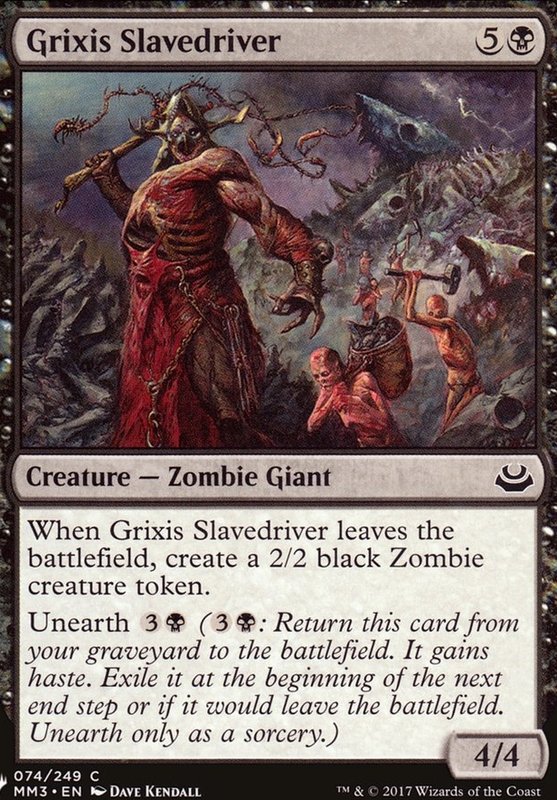 Grixis Slavedriver 5
Creature — Zombie Giant
When Grixis Slavedriver leaves the
battlefield, create a 2/2 black Zombie
creature token.
Unearth 3 (3: Return this card from
your graveyard to the battlefield. It gains
haste. Exile it at the beginning of the next
end step or if it would leave the battlefield.
Unearth only as a sorcery.)
4/4
074/249 C
MM3 • EN DAVE KENDALL
™ & © 2017 Wizards of the Coast